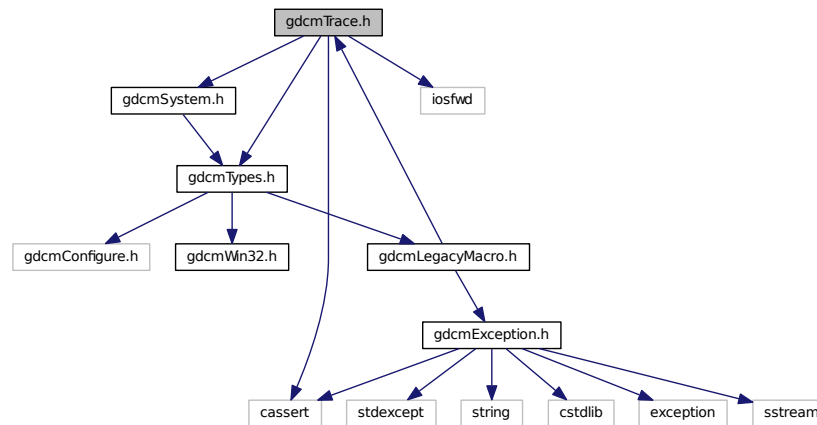 gdcmTrace.h
gdcmSystem.h
iosfwd
gdcmTypes.h
gdcmConfigure.h
gdcmWin32.h
gdcmLegacyMacro.h
gdcmException.h
cassert
stdexcept
string
cstdlib
exception
sstream